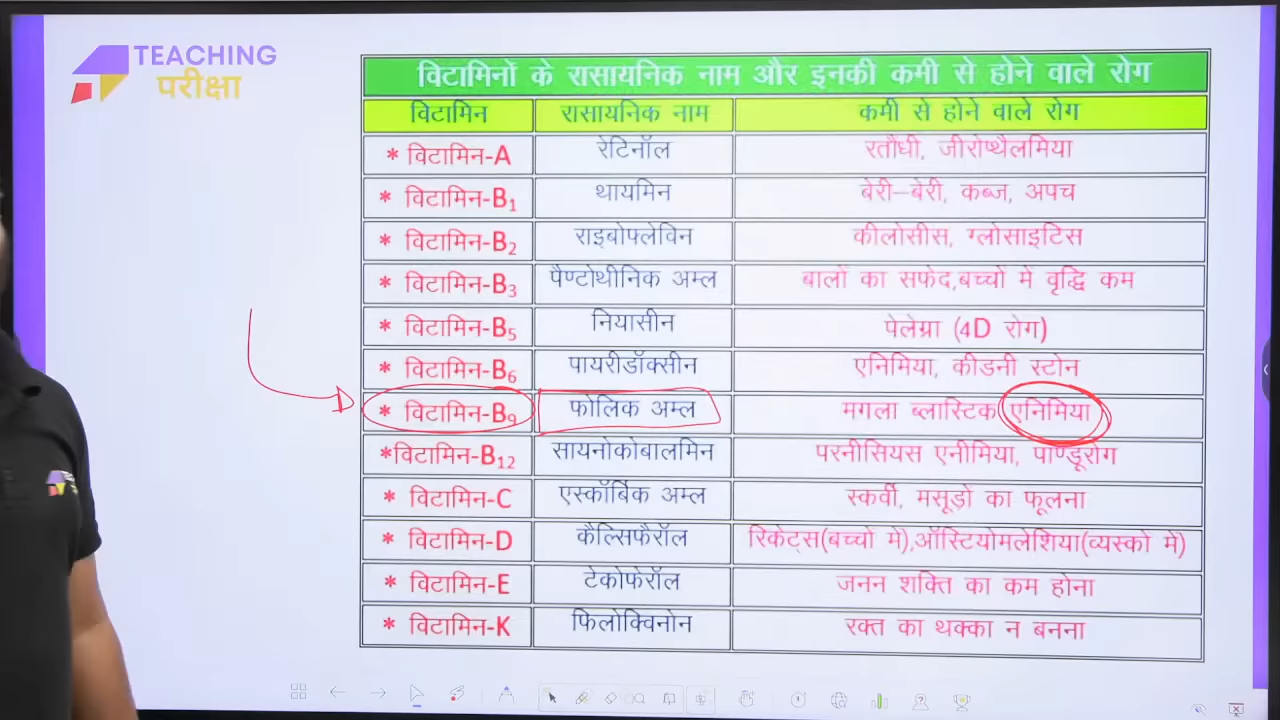 TEACHING
परीक्षा
विटामिनों के रासायनिक नाम और इनकी कमी से होने वाले रोग
विटामिन रासायनिक नाम कमी से होने वाले रोग
* विटामिन-A रेटिनॉल रतौंधी, जीरोप्थैलमिया
* विटामिन-B₁ थायमिन बेरी–बेरी, कब्ज, अपच
* विटामिन-B₂ राइबोफ्लेविन कीलोसीस, ग्लोसाइटिस
* विटामिन-B₃ पैण्टोथीनिक अम्ल बालों का सफेद,बच्चों में वृद्धि कम
* विटामिन-B₅ नियासीन पेलेग्रा (4D रोग)
* विटामिन-B₆ पायरीडॉक्सीन एनिमिया, कीडनी स्टोन
* विटामिन-B₉ फोलिक अम्ल मगला ब्लास्टिक एनिमिया
*विटामिन-B₁₂ सायनोकोबालमिन परनीसियस एनीमिया, पाण्डूरोग
* विटामिन-C एस्कॉर्बिक अम्ल स्कर्वी, मसूड़ो का फूलना
* विटामिन-D कैल्सिफैरॉल रिकेट्स(बच्चों में),ऑस्टियोमलेशिया(व्यस्को में)
* विटामिन-E टेकोफेरॉल जनन शक्ति का कम होना
* विटामिन-K फिलोक्विनोन रक्त का थक्का न बनना